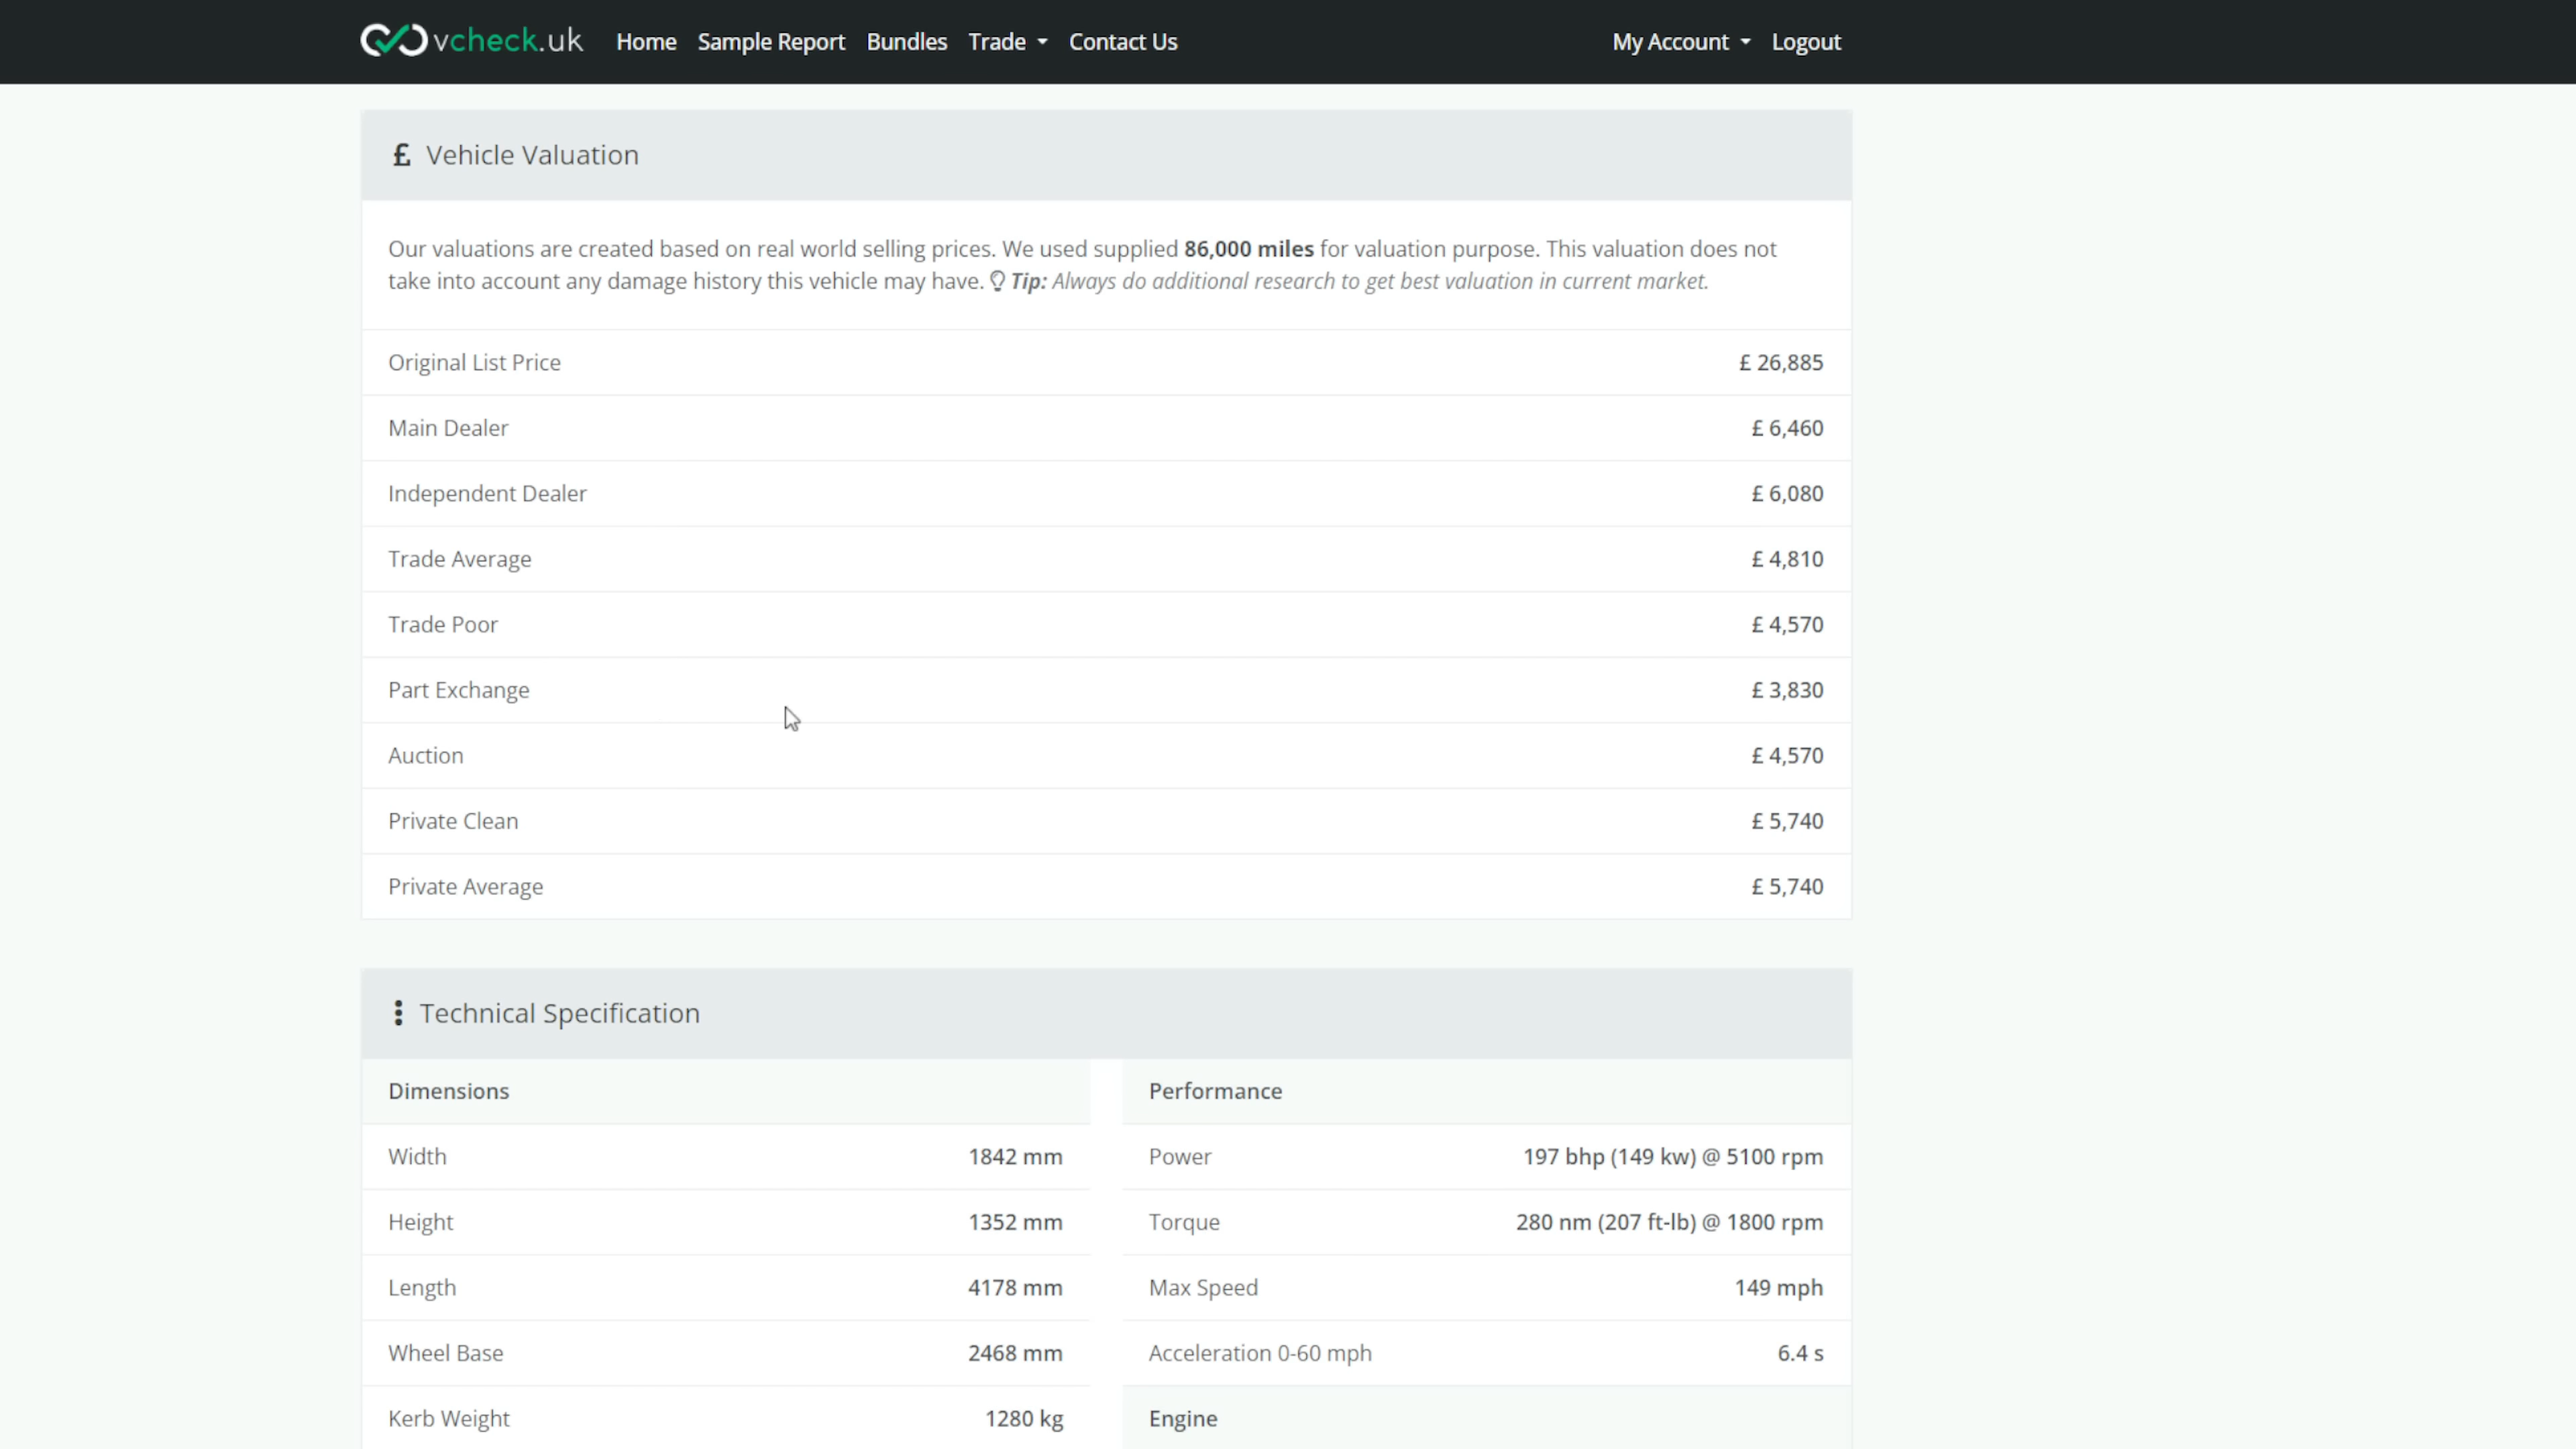 vcheck.uk Home Sample Report Bundles Trade Contact Us My Account Logout
£ Vehicle Valuation
Our valuations are created based on real world selling prices. We used supplied 86,000 miles for valuation purpose. This valuation does not
take into account any damage history this vehicle may have. Tip: Always do additional research to get best valuation in current market.
Original List Price £ 26,885
Main Dealer £ 6,460
Independent Dealer £ 6,080
Trade Average £ 4,810
Trade Poor £ 4,570
Part Exchange £ 3,830
Auction £ 4,570
Private Clean £ 5,740
Private Average £ 5,740
Technical Specification
Dimensions
Width 1842 mm
Height 1352 mm
Length 4178 mm
Wheel Base 2468 mm
Kerb Weight 1280 kg
Performance
Power 197 bhp (149 kw) @ 5100 rpm
Torque 280 nm (207 ft-lb) @ 1800 rpm
Max Speed 149 mph
Acceleration 0-60 mph 6.4 s
Engine